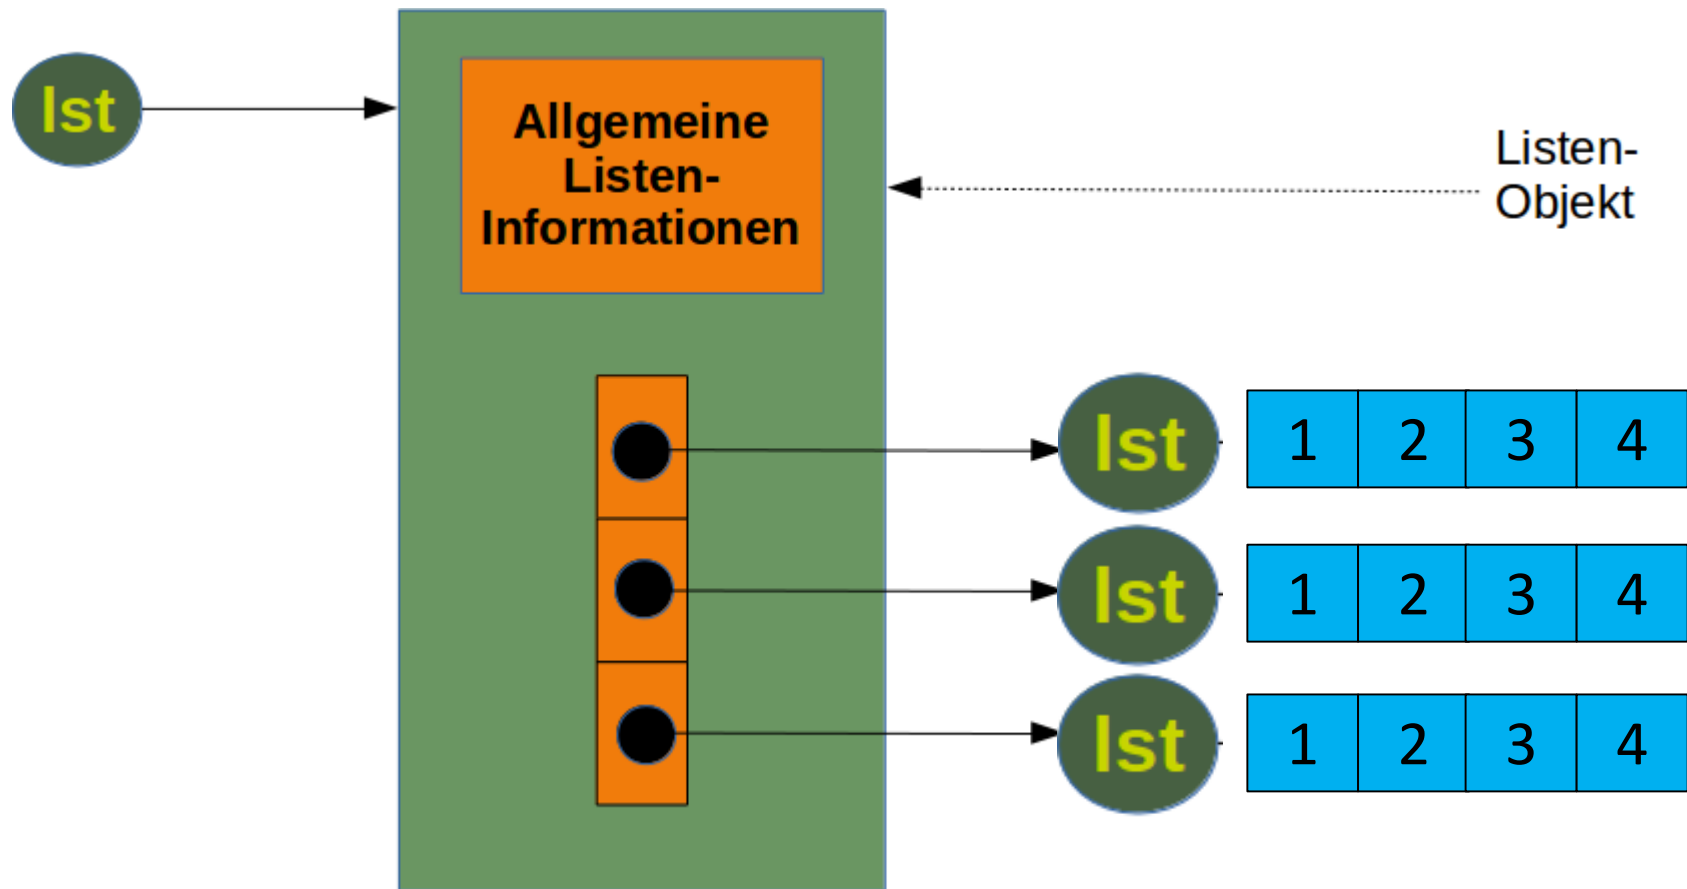 lst
Allgemeine
Listen-
Informationen
Listen-
Objekt
lst 1 2 3 4
lst 1 2 3 4
lst 1 2 3 4